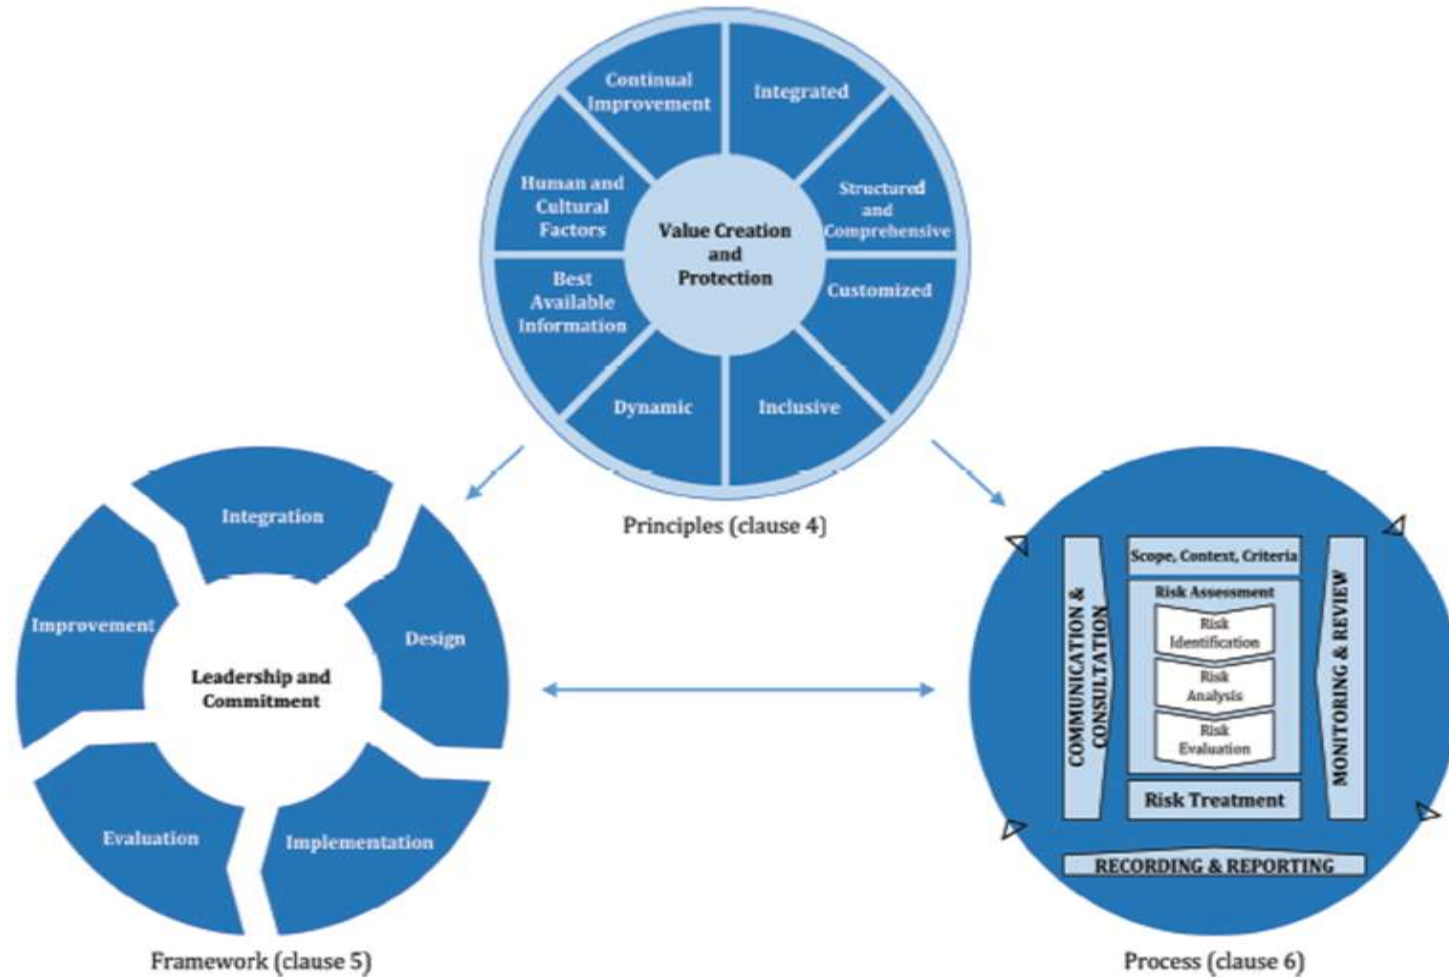 Continual
Improvement
Integrated
Human and
Cultural
Factors
Structured
and
Comprehensive
Value Creation
and
Protection
Best
Available
Information
Customized
Dynamic
Inclusive
Principles (clause 4)
Integration
Improvement
Design
Leadership and
Commitment
Evaluation
Implementation
Framework (clause 5)
Scope, Context, Criteria
Risk Assessment
Risk
Identification
Risk
Analysis
Risk
Evaluation
Risk Treatment
COMMUNICATION &
CONSULTATION
MONITORING & REVIEW
RECORDING & REPORTING
Process (clause 6)